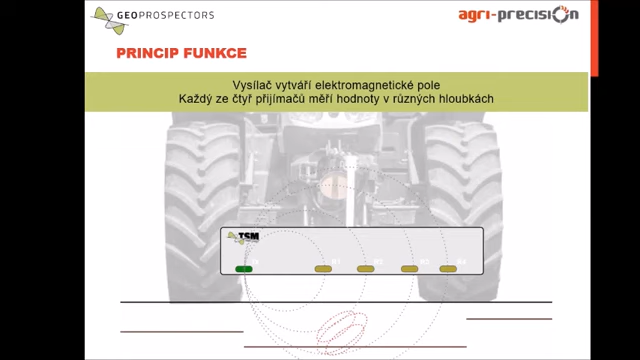 GEOPROSPECTORS
agri-precision
PRINCIP FUNKCE
Vysílač vytváří elektromagnetické pole
Každý ze čtyř přijímačů měří hodnoty v různých hloubkách
TSM